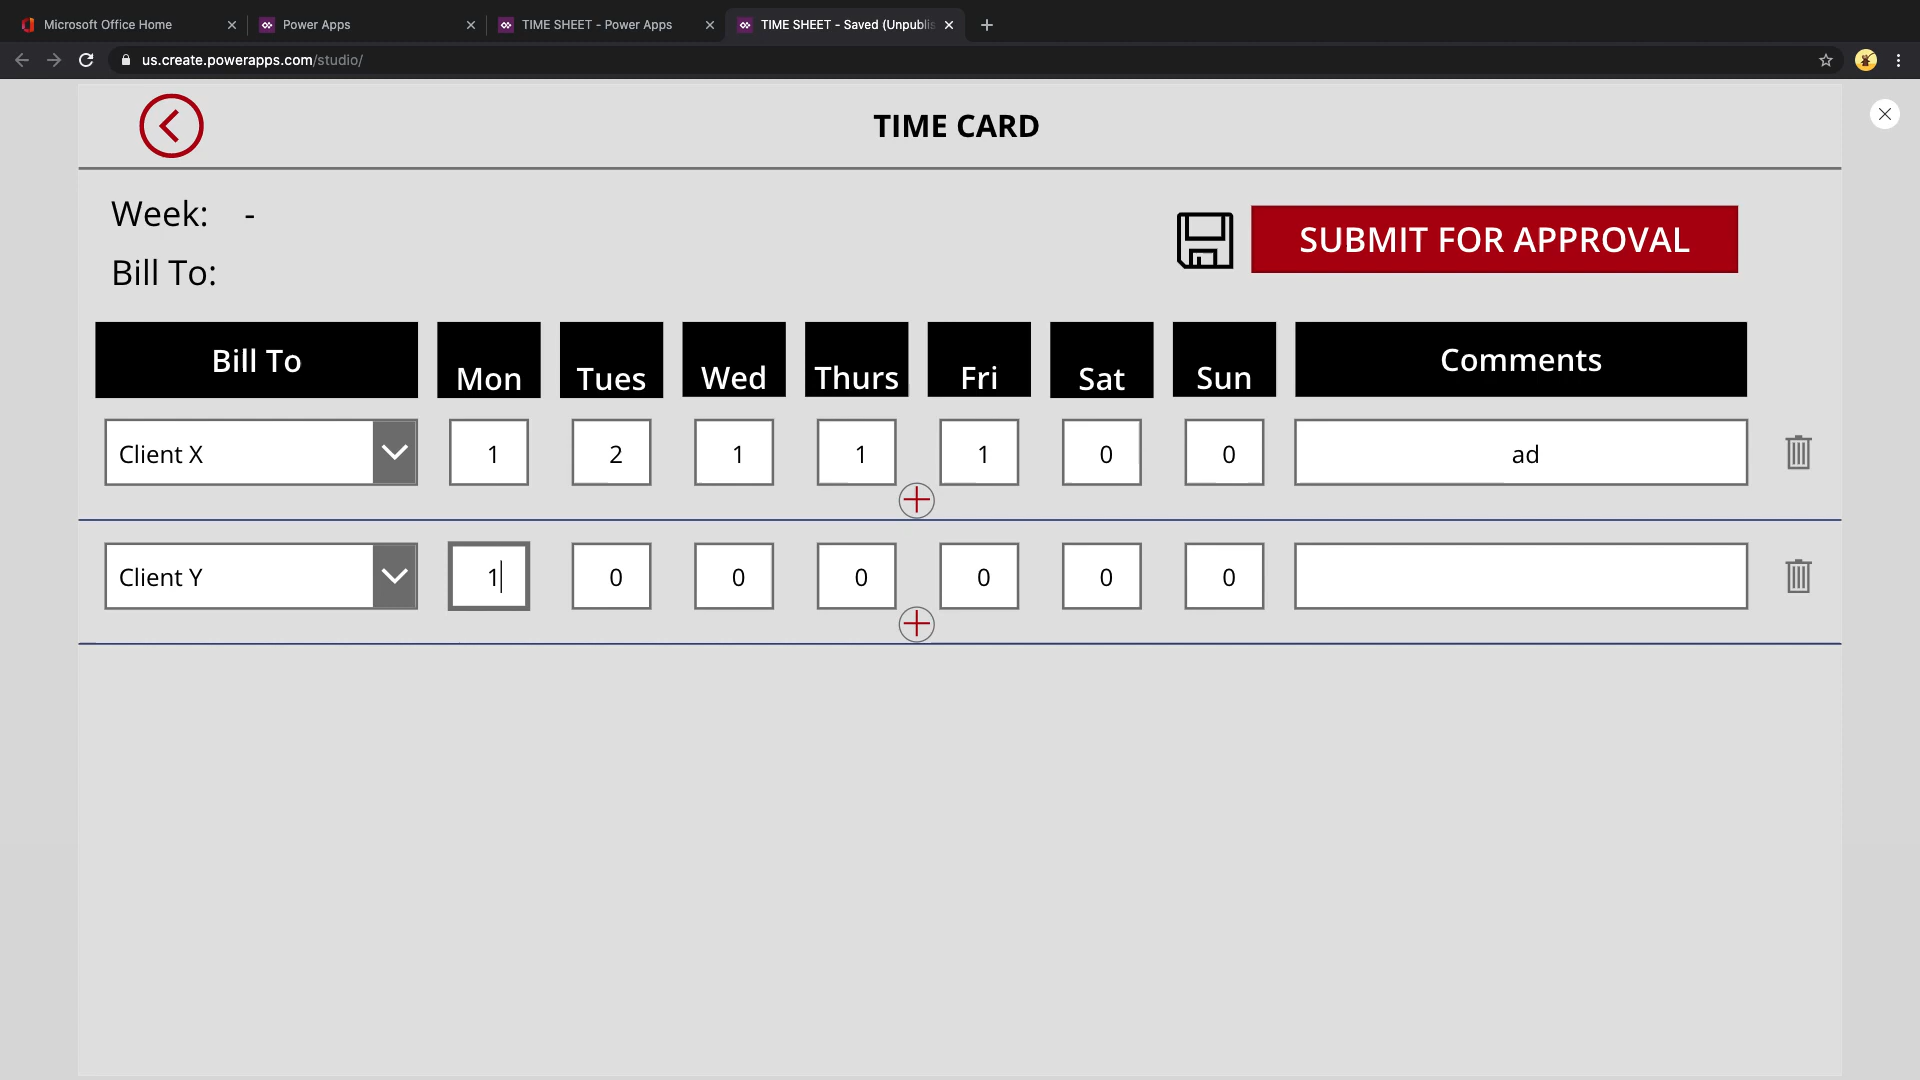 Microsoft Office Home
Power Apps
TIME SHEET - Power Apps
TIME SHEET - Saved (Unpublis
us.create.powerapps.com/studio/
TIME CARD
Week: -
SUBMIT FOR APPROVAL
Bill To:
Bill To Mon Tues Wed Thurs Fri Sat Sun Comments
Client X 1 2 1 1 1 0 0 ad
Client Y 1 0 0 0 0 0 0